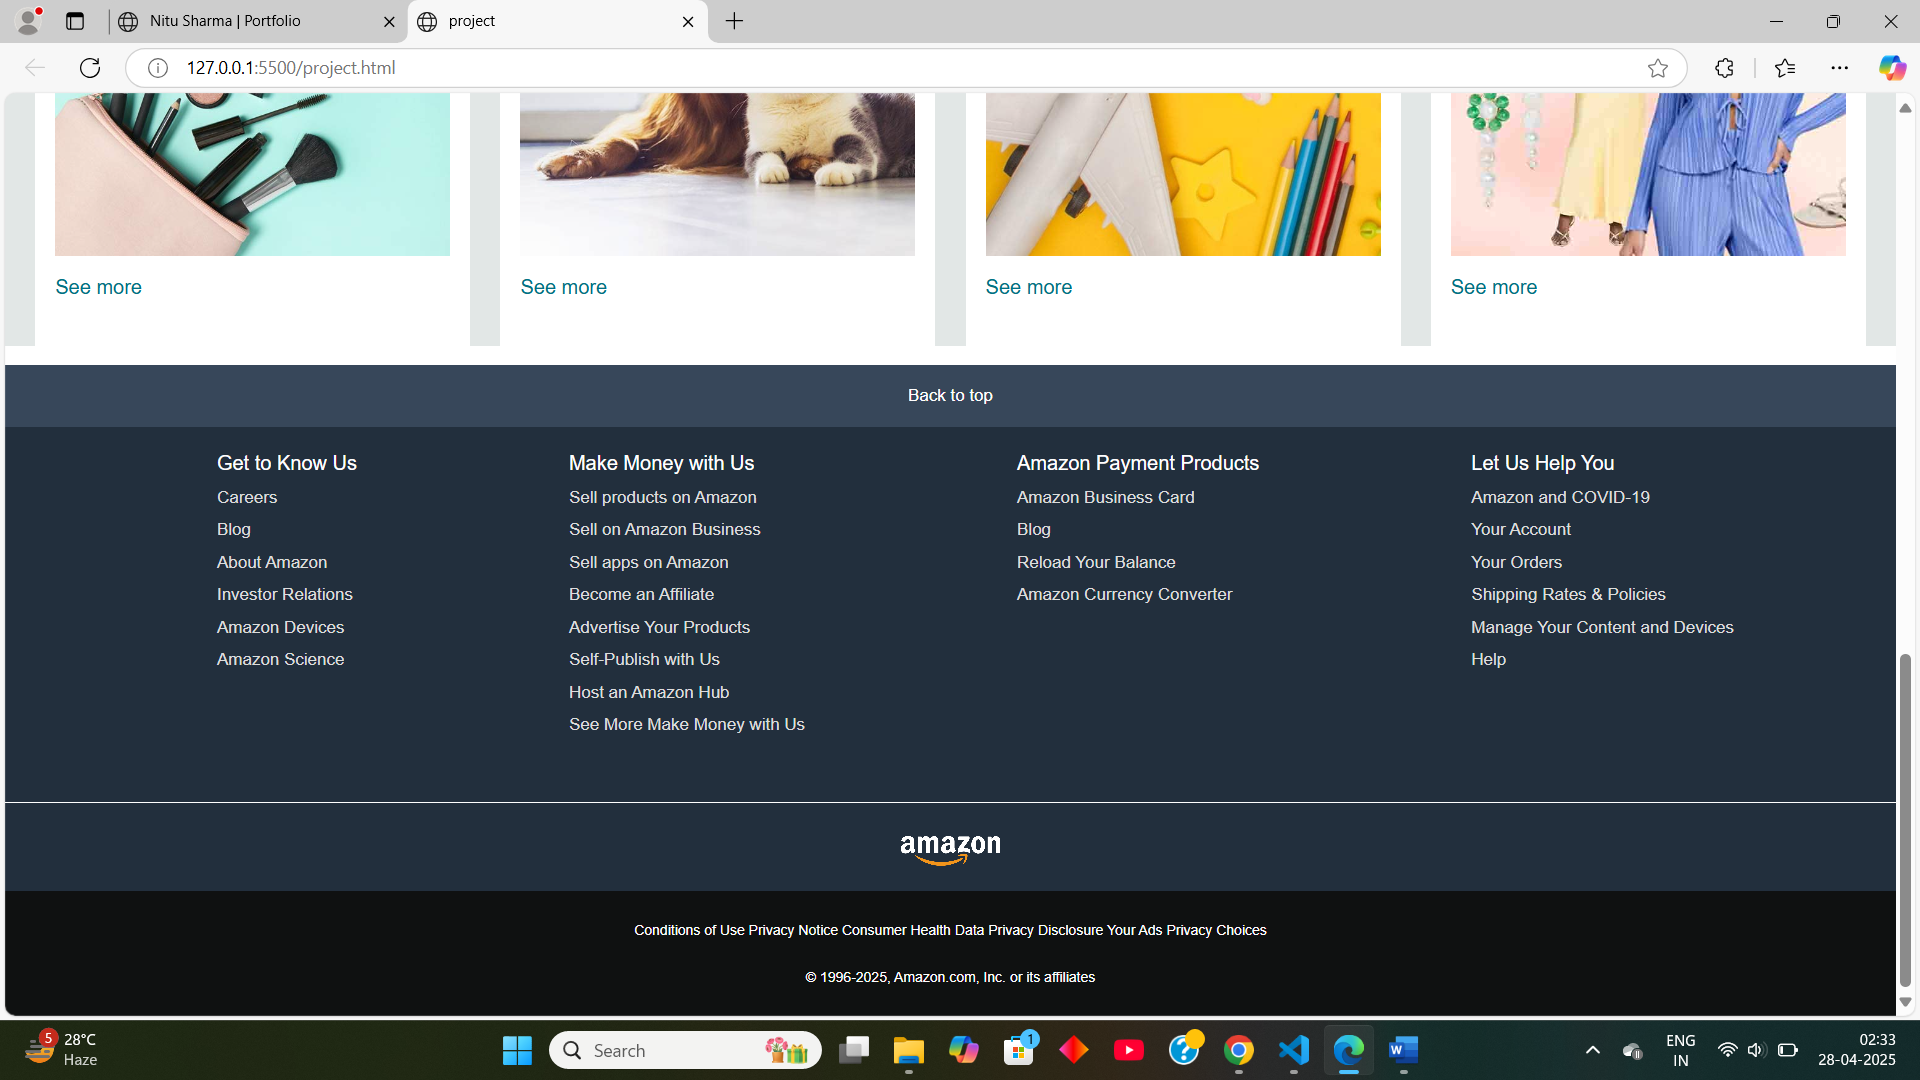 Nitu Sharma | Portfolio
project
127.0.0.1:5500/project.html
See more
See more
See more
See more
Back to top
Get to Know Us
Careers
Blog
About Amazon
Investor Relations
Amazon Devices
Amazon Science
Make Money with Us
Sell products on Amazon
Sell on Amazon Business
Sell apps on Amazon
Become an Affiliate
Advertise Your Products
Self-Publish with Us
Host an Amazon Hub
See More Make Money with Us
Amazon Payment Products
Amazon Business Card
Blog
Reload Your Balance
Amazon Currency Converter
Let Us Help You
Amazon and COVID-19
Your Account
Your Orders
Shipping Rates & Policies
Manage Your Content and Devices
Help
amazon
Conditions of Use Privacy Notice Consumer Health Data Privacy Disclosure Your Ads Privacy Choices
© 1996-2025, Amazon.com, Inc. or its affiliates
5
28°C
Haze
Search
1
W
ENG
IN
02:33
28-04-2025